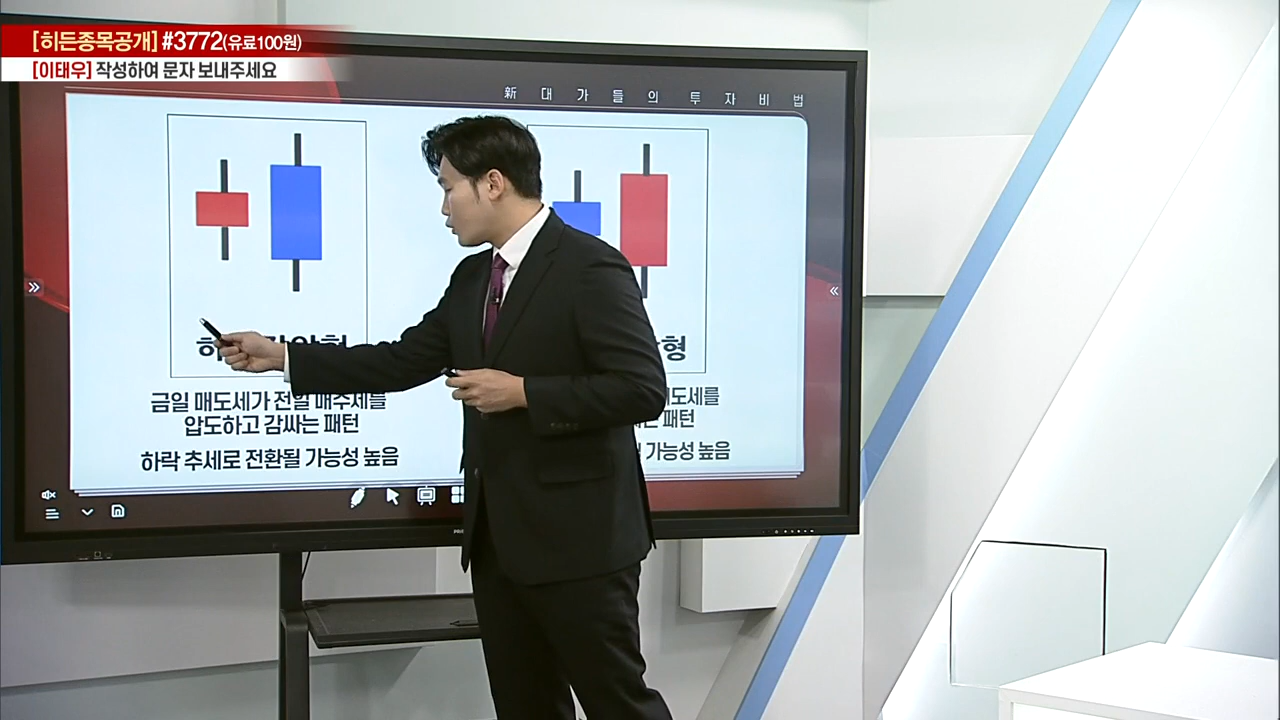 [히든종목공개] #3772(유료100원)
[이태우] 작성하여 문자 보내주세요
新 대가들의 투자비법
금일 매도세가 전일 매수세를
압도하고 감싸는 패턴
하락 추세로 전환될 가능성 높음
도세를
패턴
가능성 높음